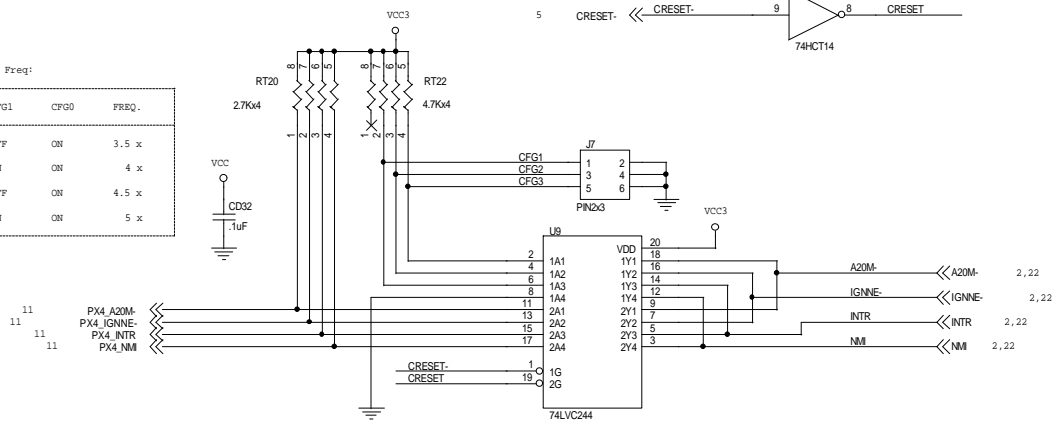 VCC3
5 CRESET- CRESET- 9 8 CRESET
74HCT14
Freq:
CFG0 FREQ.
ON 3.5 x
ON 4 x
ON 4.5 x
ON 5 x
RT20
2.7Kx4
8 7 6 5
1 2 3 4
RT22
4.7Kx4
8 7 6 5
1 2 3 4
VCC
CD32
.1uF
J7
CFG1 1 2
CFG2 3 4
CFG3 5 6
PIN2x3
VCC3
U9
VDD 20
2 1A1 1Y1 18
4 1A2 1Y2 16
6 1A3 1Y3 14
8 1A4 1Y4 12
11 2A1 2Y1 9
13 2A2 2Y2 7
15 2A3 2Y3 5
17 2A4 2Y4 3
CRESET- 1 1G
CRESET 19 2G
74LVC244
11 PX4_A20M-
11 PX4_IGNNE-
11 PX4_INTR
11 PX4_NMI
A20M- A20M- 2,22
IGNNE- IGNNE- 2,22
INTR INTR 2,22
NMI NMI 2,22